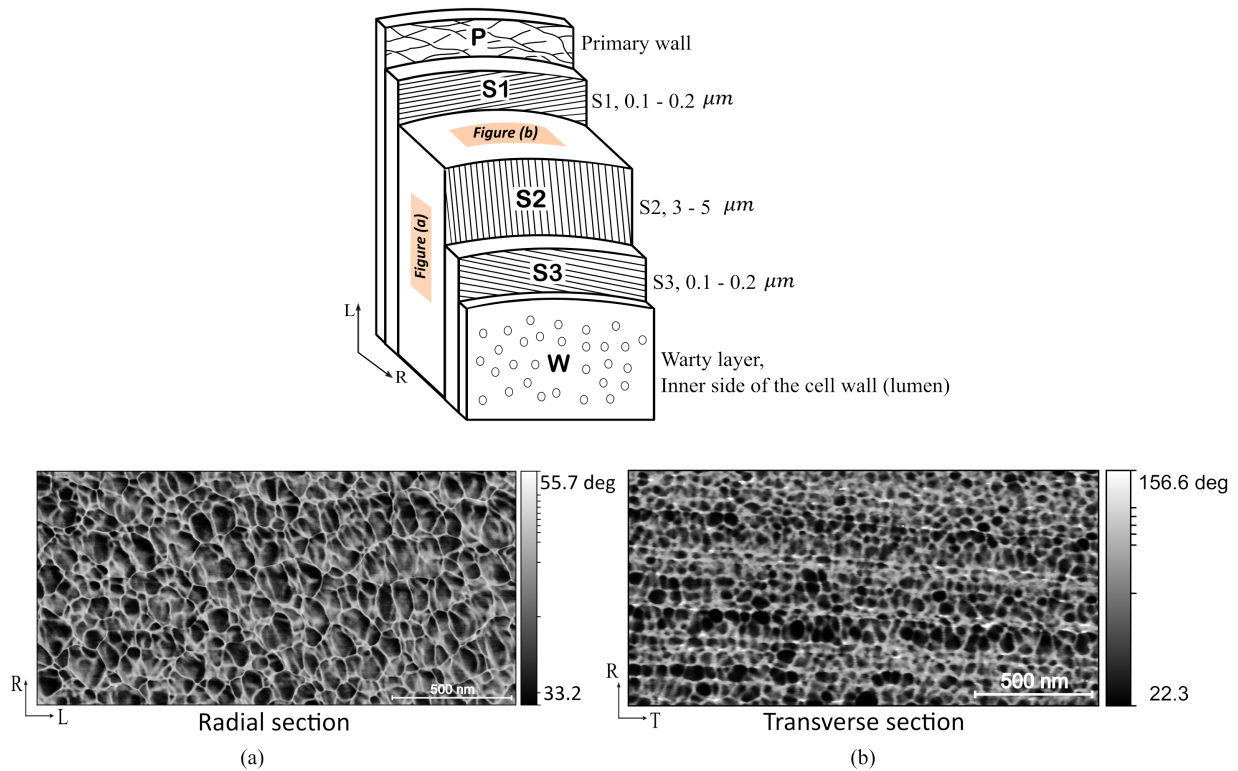 P
Primary wall
S1
S1, 0.1 - 0.2 μm
Figure (b)
S2
S2, 3 - 5 μm
Figure (a)
S3
S3, 0.1 - 0.2 μm
L
R
W
Warty layer,
Inner side of the cell wall (lumen)
55.7 deg
500 nm
33.2
R
L
Radial section
(a)
156.6 deg
500 nm
22.3
R
T
Transverse section
(b)